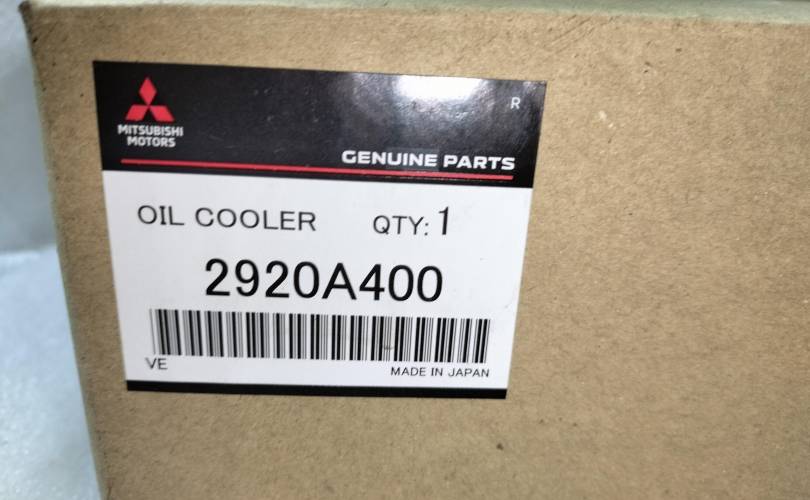 MITSUBISHI
MOTORS
R
GENUINE PARTS
OIL COOLER QTY: 1
2920A400
VE
MADE IN JAPAN